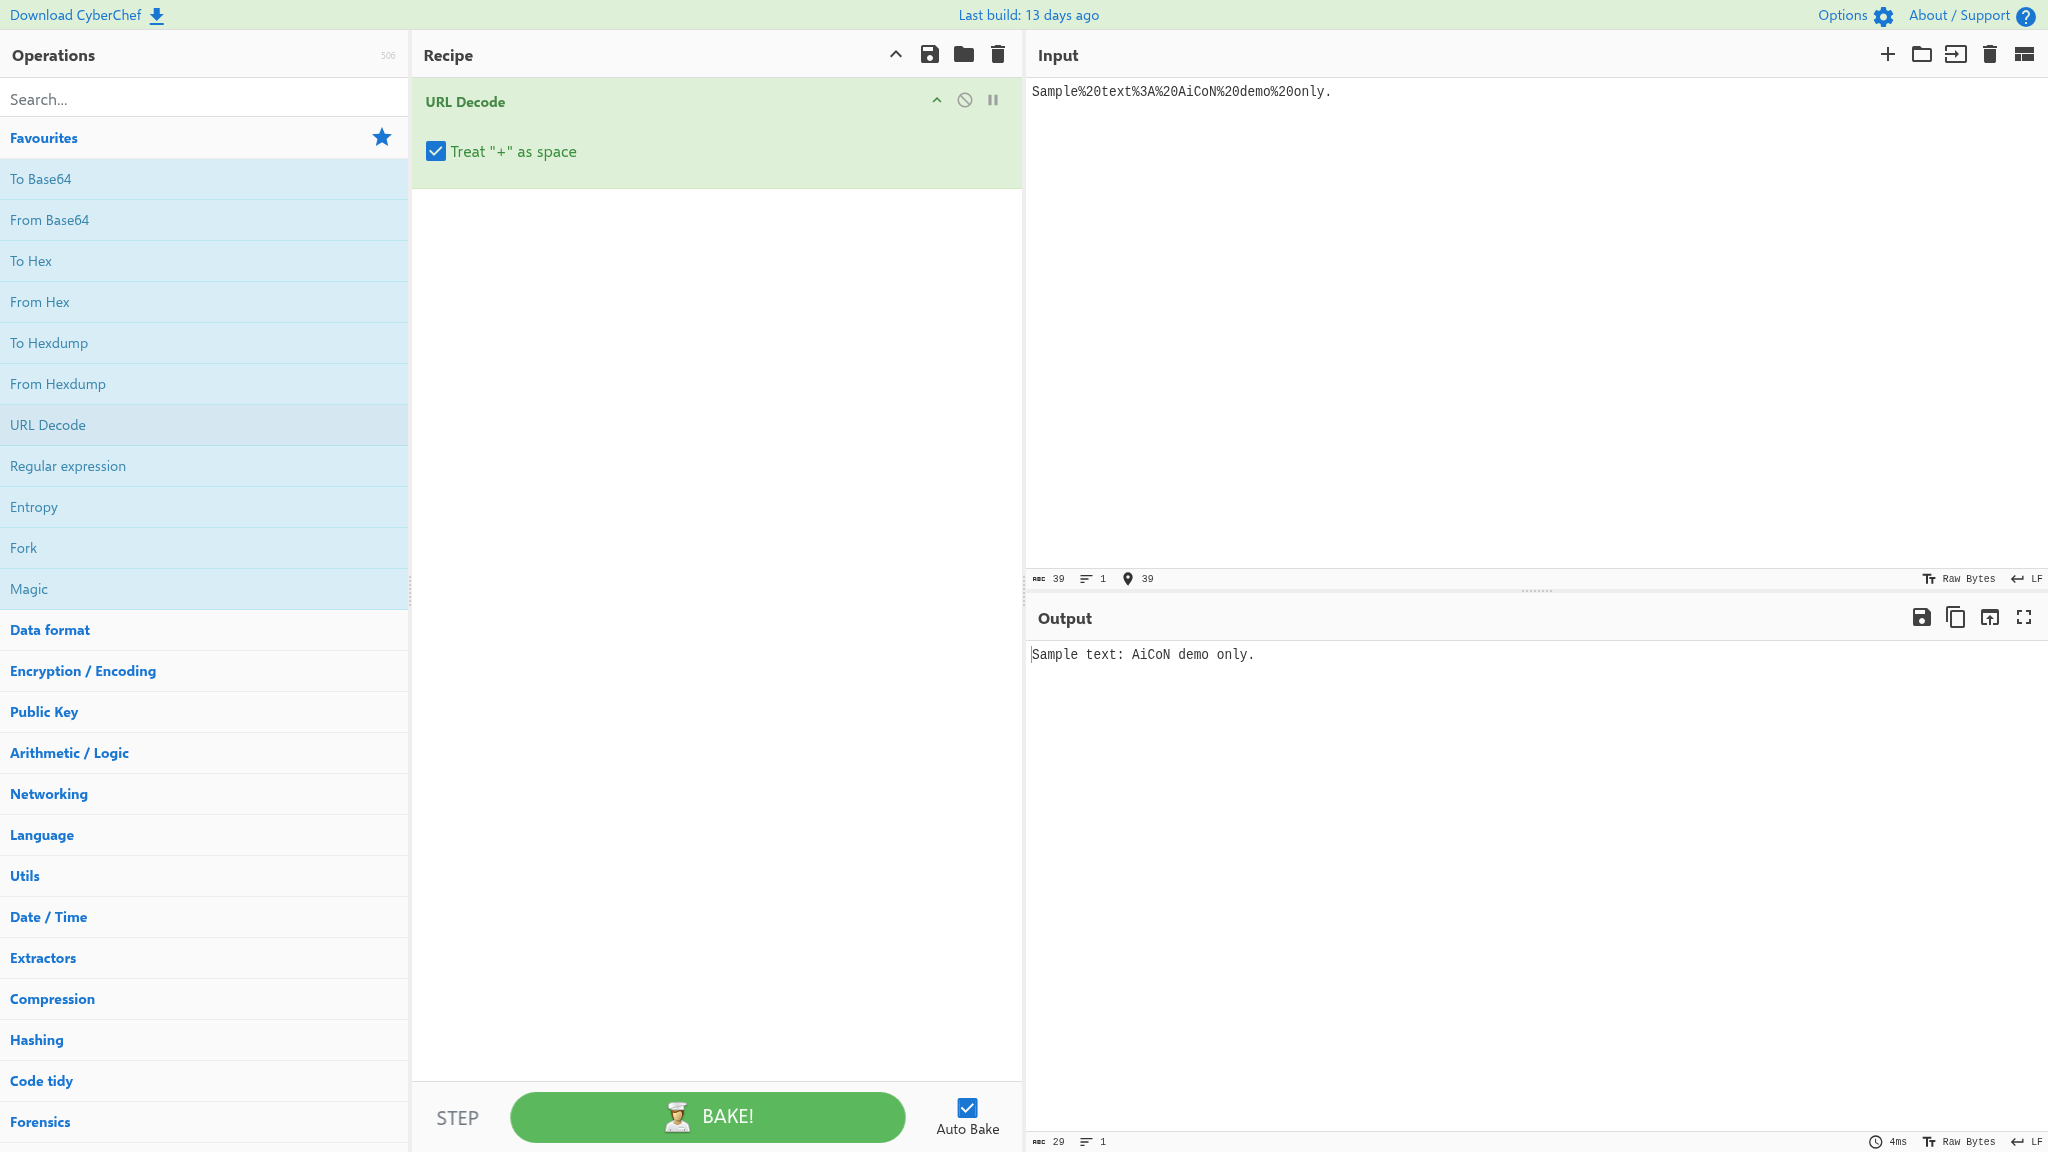 Download CyberChef
Last build: 13 days ago
Options
About / Support
Operations
506
Search...
Favourites
To Base64
From Base64
To Hex
From Hex
To Hexdump
From Hexdump
URL Decode
Regular expression
Entropy
Fork
Magic
Data format
Encryption / Encoding
Public Key
Arithmetic / Logic
Networking
Language
Utils
Date / Time
Extractors
Compression
Hashing
Code tidy
Forensics
Recipe
URL Decode
Treat "+" as space
STEP
BAKE!
Auto Bake
Input
Sample%20text%3A%20AiCoN%20demo%20only.
ABC 39 1 39 Raw Bytes LF
Output
Sample text: AiCoN demo only.
ABC 29 1 4ms Raw Bytes LF